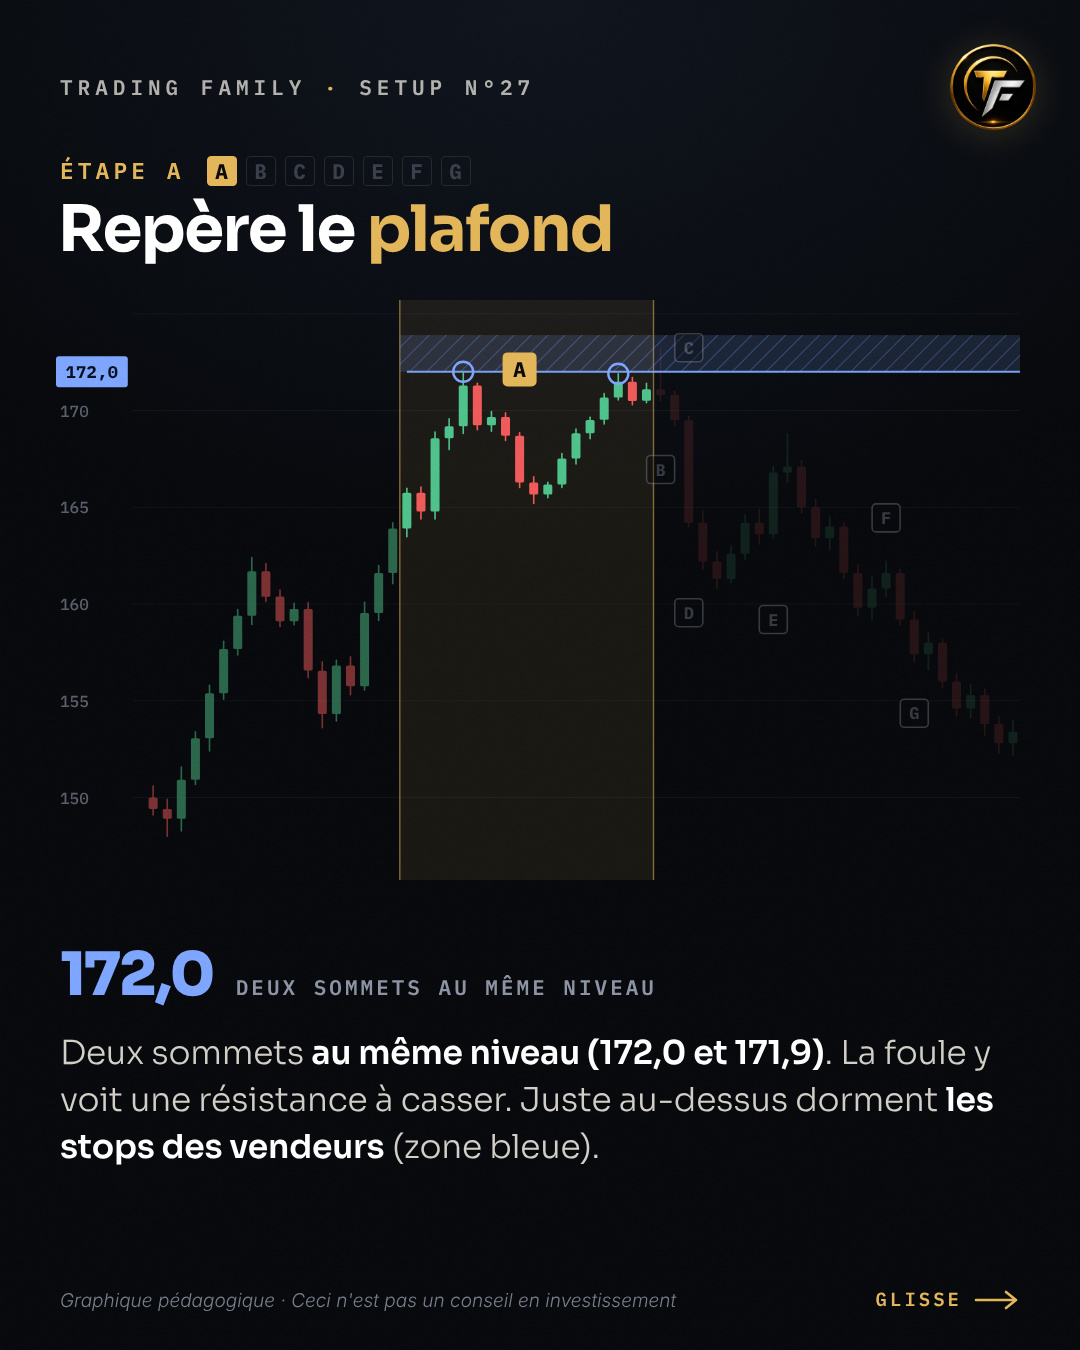 TRADING FAMILY · SETUP N°27
TF
ÉTAPE A A B C D E F G
Repère le plafond
C
172,0
A
170
B
165
F
160
D
E
155
G
150
172,0 DEUX SOMMETS AU MÊME NIVEAU
Deux sommets au même niveau (172,0 et 171,9). La foule y
voit une résistance à casser. Juste au-dessus dorment les
stops des vendeurs (zone bleue).
Graphique pédagogique · Ceci n'est pas un conseil en investissement
GLISSE →